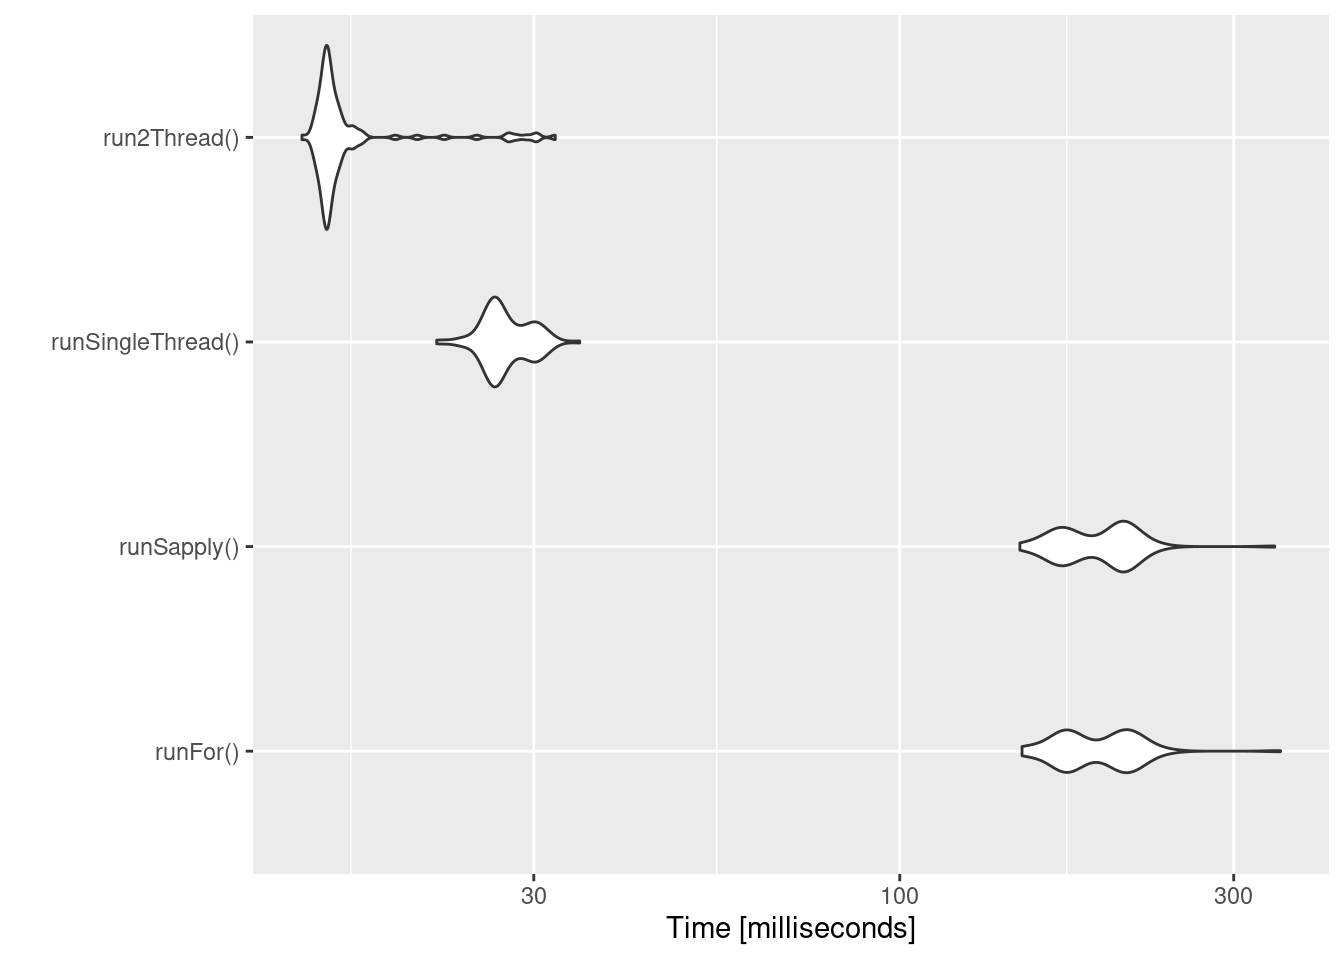 run2Thread()
runSingleThread()
runSapply()
runFor()
30
100
300
Time [milliseconds]